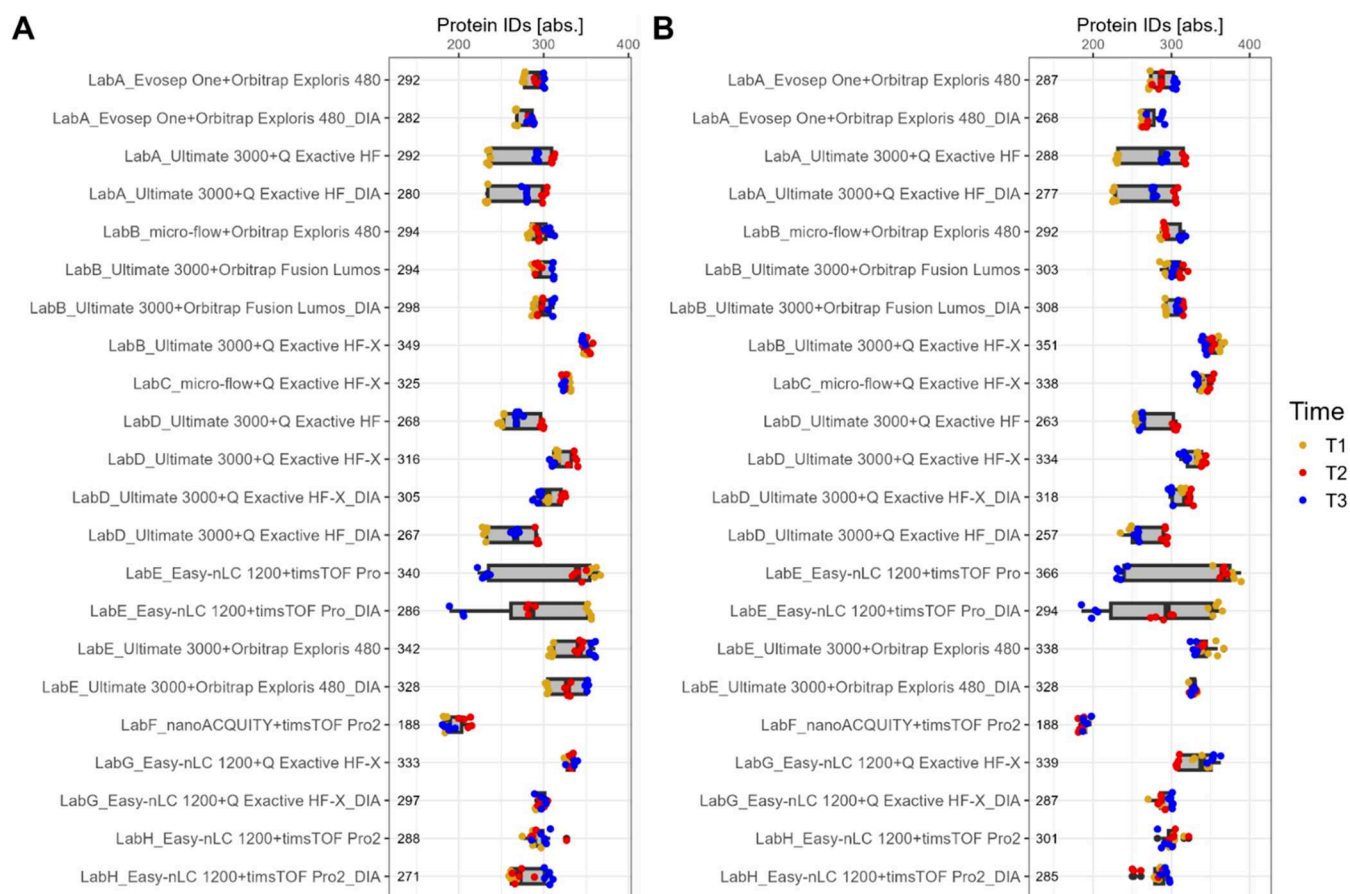 A
Protein IDs [abs.]
200 300 400
LabA_Evosep One+Orbitrap Exploris 480 292
LabA_Evosep One+Orbitrap Exploris 480_DIA 282
LabA_Ultimate 3000+Q Exactive HF 292
LabA_Ultimate 3000+Q Exactive HF_DIA 280
LabB_micro-flow+Orbitrap Exploris 480 294
LabB_Ultimate 3000+Orbitrap Fusion Lumos 294
LabB_Ultimate 3000+Orbitrap Fusion Lumos_DIA 298
LabB_Ultimate 3000+Q Exactive HF-X 349
LabC_micro-flow+Q Exactive HF-X 325
LabD_Ultimate 3000+Q Exactive HF 268
LabD_Ultimate 3000+Q Exactive HF-X 316
LabD_Ultimate 3000+Q Exactive HF-X_DIA 305
LabD_Ultimate 3000+Q Exactive HF_DIA 267
LabE_Easy-nLC 1200+timsTOF Pro 340
LabE_Easy-nLC 1200+timsTOF Pro_DIA 286
LabE_Ultimate 3000+Orbitrap Exploris 480 342
LabE_Ultimate 3000+Orbitrap Exploris 480_DIA 328
LabF_nanoACQUITY+timsTOF Pro2 188
LabG_Easy-nLC 1200+Q Exactive HF-X 333
LabG_Easy-nLC 1200+Q Exactive HF-X_DIA 297
LabH_Easy-nLC 1200+timsTOF Pro2 288
LabH_Easy-nLC 1200+timsTOF Pro2_DIA 271
B
Protein IDs [abs.]
200 300 400
LabA_Evosep One+Orbitrap Exploris 480 287
LabA_Evosep One+Orbitrap Exploris 480_DIA 268
LabA_Ultimate 3000+Q Exactive HF 288
LabA_Ultimate 3000+Q Exactive HF_DIA 277
LabB_micro-flow+Orbitrap Exploris 480 292
LabB_Ultimate 3000+Orbitrap Fusion Lumos 303
LabB_Ultimate 3000+Orbitrap Fusion Lumos_DIA 308
LabB_Ultimate 3000+Q Exactive HF-X 351
LabC_micro-flow+Q Exactive HF-X 338
LabD_Ultimate 3000+Q Exactive HF 263
LabD_Ultimate 3000+Q Exactive HF-X 334
LabD_Ultimate 3000+Q Exactive HF-X_DIA 318
LabD_Ultimate 3000+Q Exactive HF_DIA 257
LabE_Easy-nLC 1200+timsTOF Pro 366
LabE_Easy-nLC 1200+timsTOF Pro_DIA 294
LabE_Ultimate 3000+Orbitrap Exploris 480 338
LabE_Ultimate 3000+Orbitrap Exploris 480_DIA 328
LabF_nanoACQUITY+timsTOF Pro2 188
LabG_Easy-nLC 1200+Q Exactive HF-X 339
LabG_Easy-nLC 1200+Q Exactive HF-X_DIA 287
LabH_Easy-nLC 1200+timsTOF Pro2 301
LabH_Easy-nLC 1200+timsTOF Pro2_DIA 285
Time
T1
T2
T3